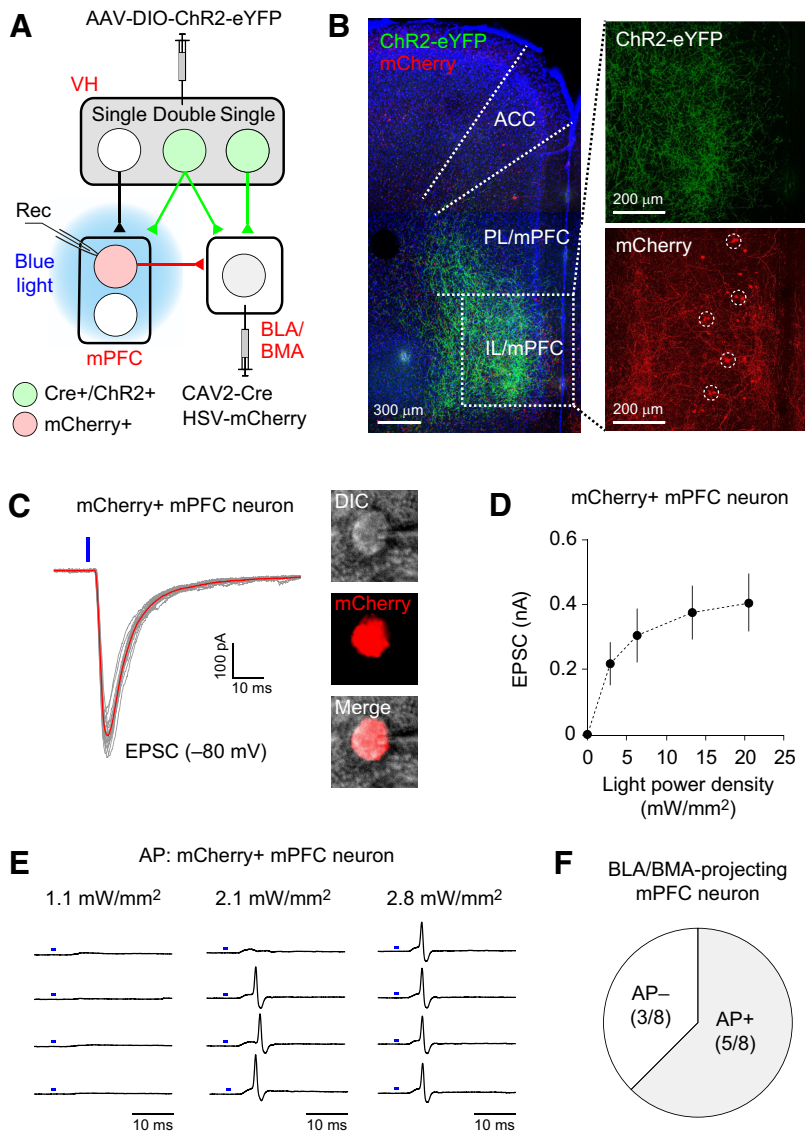 A
AAV-DIO-ChR2-eYFP
VH
Single Double Single
Rec
Blue
light
mPFC
BLA/
BMA
Cre+/ChR2+
mCherry+
CAV2-Cre
HSV-mCherry
B
ChR2-eYFP
mCherry
ACC
PL/mPFC
IL/mPFC
300 μm
ChR2-eYFP
200 μm
mCherry
200 μm
C
mCherry+ mPFC neuron
100 pA
10 ms
EPSC (–80 mV)
DIC
mCherry
Merge
D
mCherry+ mPFC neuron
EPSC (nA)
0.6
0.4
0.2
0
0 5 10 15 20 25
Light power density
(mW/mm²)
E
AP: mCherry+ mPFC neuron
1.1 mW/mm² 2.1 mW/mm² 2.8 mW/mm²
10 ms 10 ms 10 ms
F
BLA/BMA-projecting
mPFC neuron
AP–
(3/8)
AP+
(5/8)